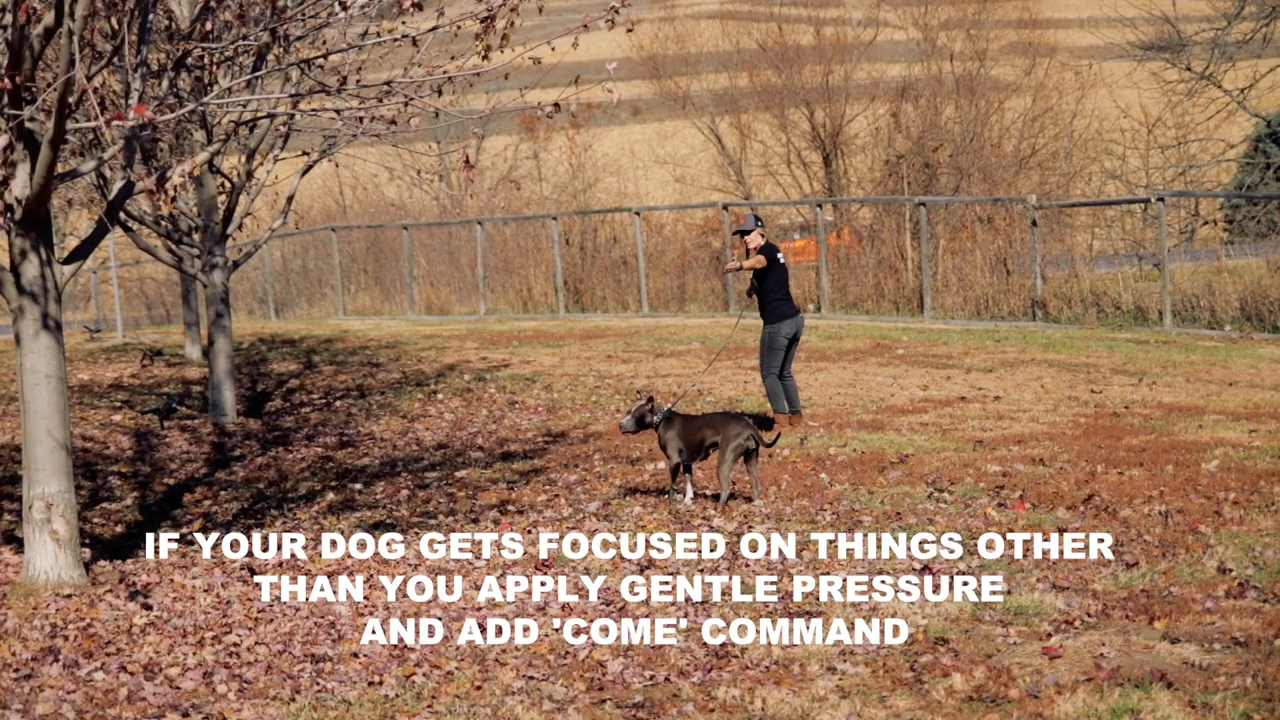 IF YOUR DOG GETS FOCUSED ON THINGS OTHER
THAN YOU APPLY GENTLE PRESSURE
AND ADD 'COME' COMMAND